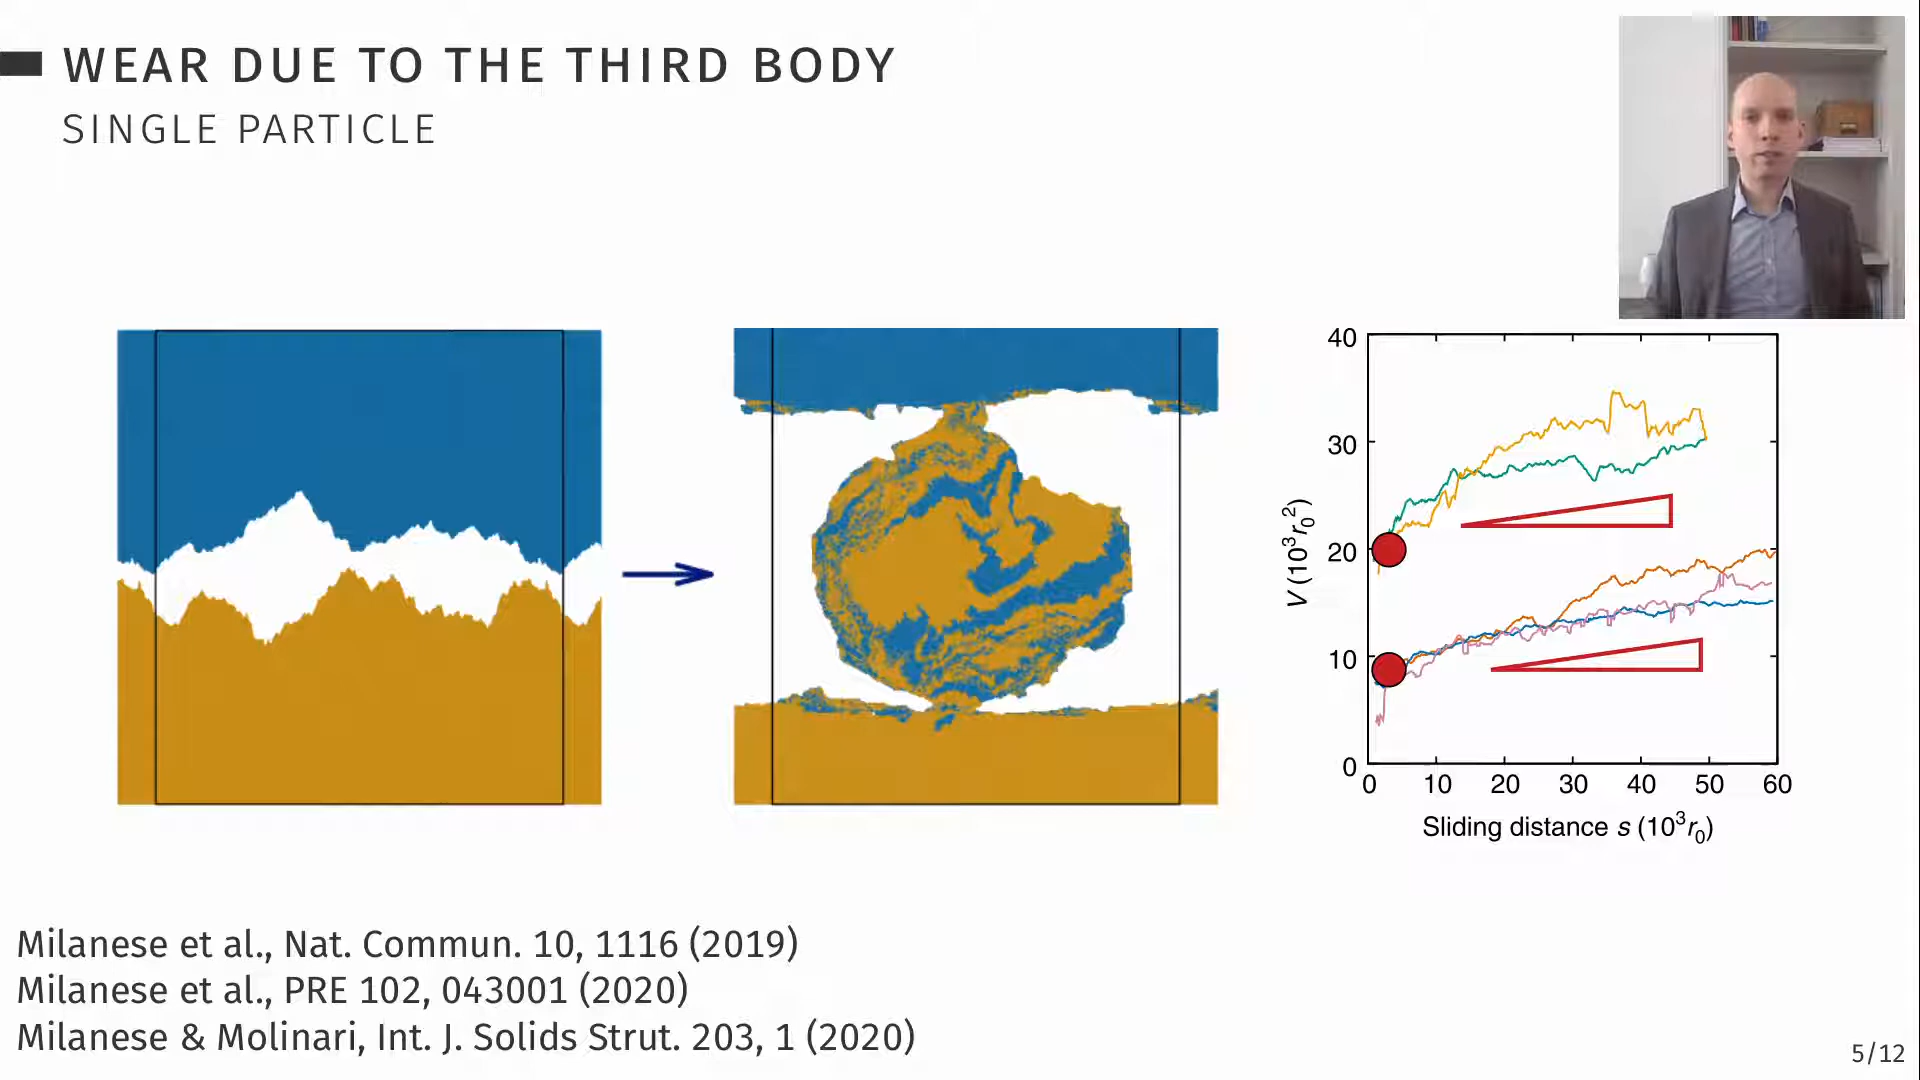 WEAR DUE TO THE THIRD BODY
SINGLE PARTICLE
40
30
20
10
0
V (10³r₀²)
0 10 20 30 40 50 60
Sliding distance s (10³r₀)
Milanese et al., Nat. Commun. 10, 1116 (2019)
Milanese et al., PRE 102, 043001 (2020)
Milanese & Molinari, Int. J. Solids Strut. 203, 1 (2020)
5/12